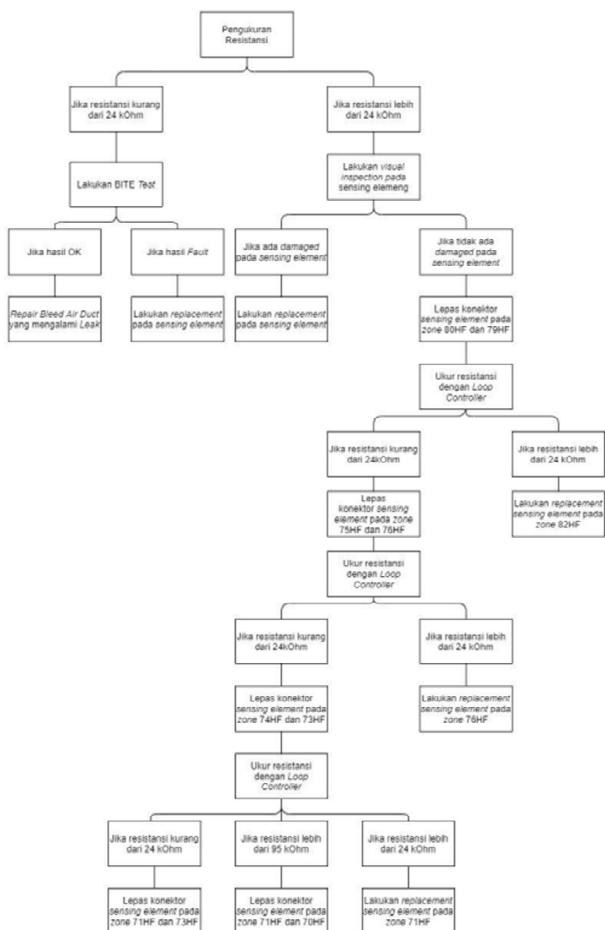 Pengukuran
Resistansi
Jika resistansi kurang
dari 24 kOhm
Jika resistansi lebih
dari 24 kOhm
Lakukan BITE Test
Lakukan visual
inspection pada
sensing elemeng
Jika hasil OK
Jika hasil Fault
Jika ada damaged
pada sensing element
Jika tidak ada
damaged pada
sensing element
Repair Bleed Air Duct
yang mengalami Leak
Lakukan replacement
pada sensing element
Lakukan replacement
pada sensing element
Lepas konektor
sensing element pada
zone 80HF dan 79HF
Ukur resistansi
dengan Loop
Controller
Jika resistansi kurang
dari 24kOhm
Jika resistansi lebih
dari 24 kOhm
Lepas
konektor sensing
element pada zone
75HF dan 76HF
Lakukan replacement
sensing element pada
zone 82HF
Ukur resistansi
dengan Loop
Controller
Jika resistansi kurang
dari 24kOhm
Jika resistansi lebih
dari 24 kOhm
Lepas konektor
sensing element pada
zone 74HF dan 73HF
Lakukan replacement
sensing element pada
zone 76HF
Ukur resistansi
dengan Loop
Controller
Jika resistansi kurang
dari 24 kOhm
Jika resistansi lebih
dari 95 kOhm
Jika resistansi lebih
dari 24 kOhm
Lepas konektor
sensing element pada
zone 71HF dan 73HF
Lepas konektor
sensing element pada
zone 71HF dan 70HF
Lakukan replacement
sensing element pada
zone 71HF